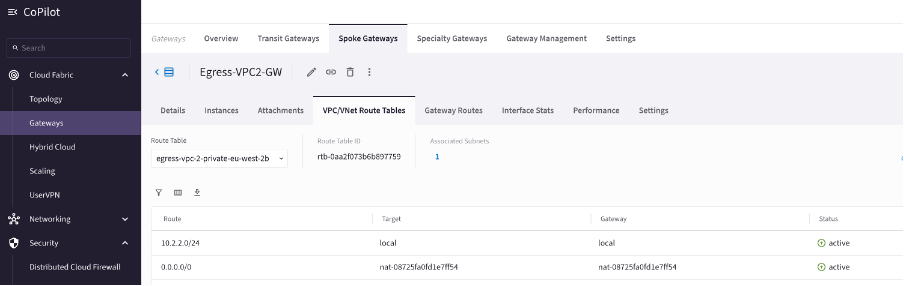 CoPilot
Search
Cloud Fabric
Topology
Gateways
Hybrid Cloud
Scaling
UserVPN
Networking
Security
Distributed Cloud Firewall
Gateways Overview Transit Gateways Spoke Gateways Specialty Gateways Gateway Management Settings
Egress-VPC2-GW
Details Instances Attachments VPC/VNet Route Tables Gateway Routes Interface Stats Performance Settings
Route Table Route Table ID Associated Subnets
egress-vpc-2-private-eu-west-2b rtb-0aa2f073b6b897759 1
Route Target Gateway Status
10.2.2.0/24 local local active
0.0.0.0/0 nat-08725fa0fd1e7ff54 nat-08725fa0fd1e7ff54 active